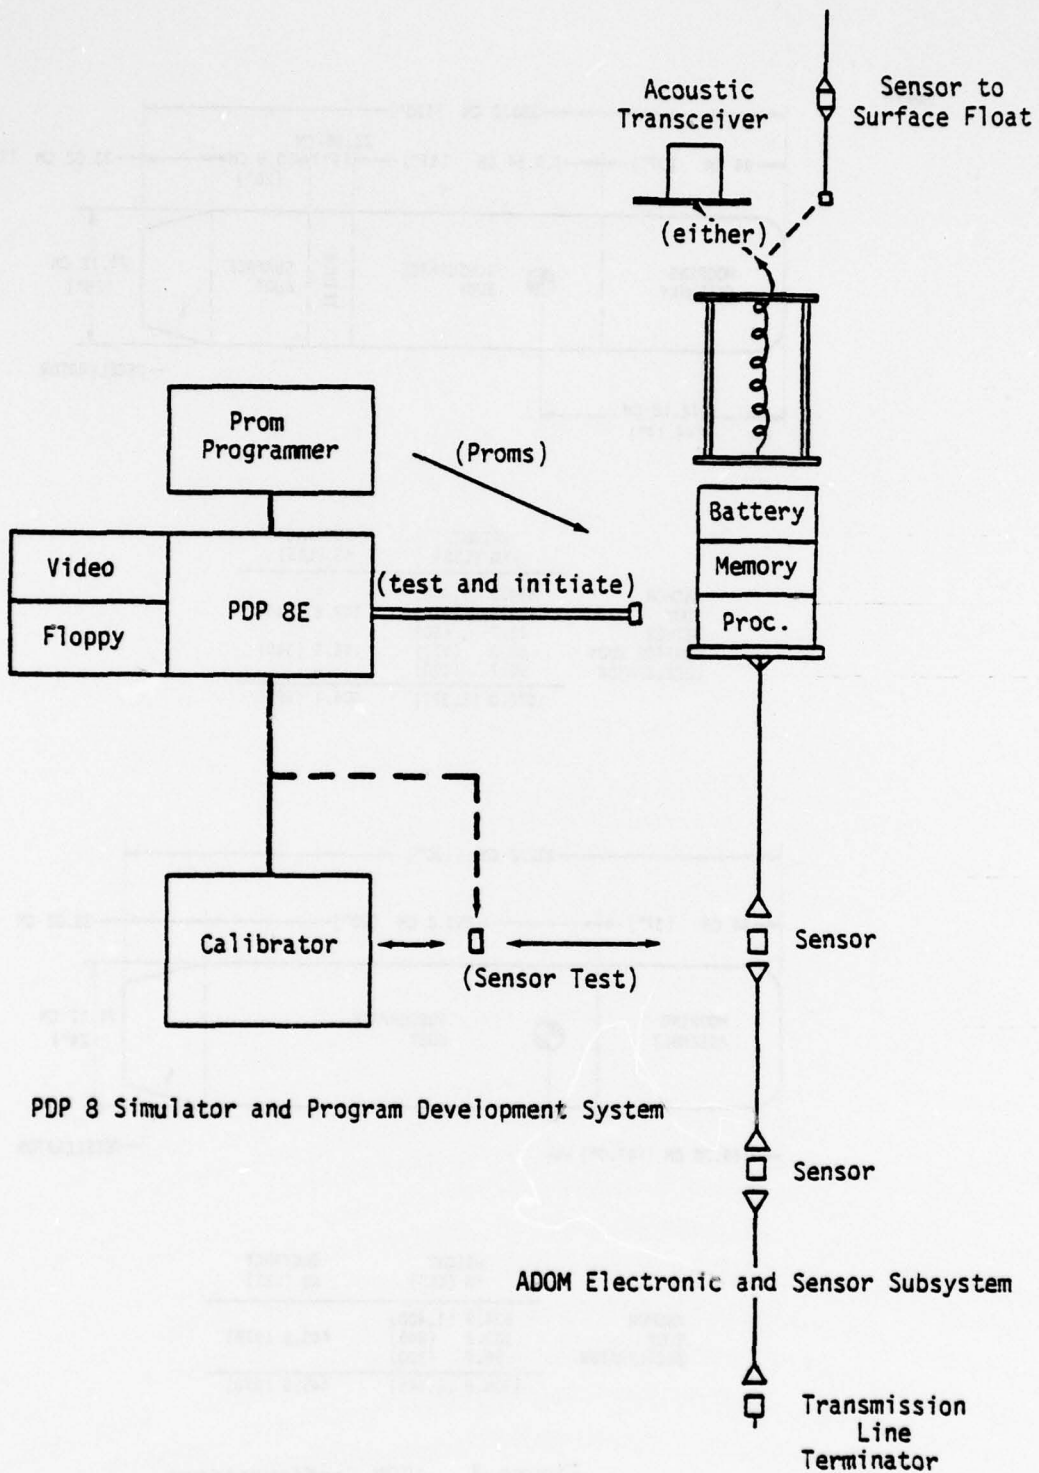 Acoustic
Transceiver
Sensor to
Surface Float
(either)
Prom
Programmer
(Proms)
Battery
Memory
Proc.
Video
Floppy
PDP 8E
(test and initiate)
Calibrator
(Sensor Test)
Sensor
PDP 8 Simulator and Program Development System
Sensor
ADOM Electronic and Sensor Subsystem
Transmission
Line
Terminator